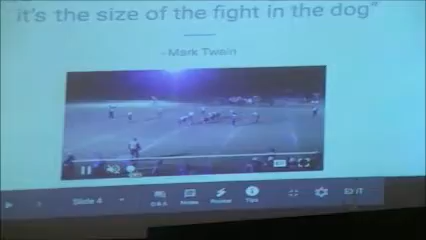 it's the size of the fight in the dog"
- Mark Twain
Slide 4
Q&A
Notes
Pointer
Tips
EXIT